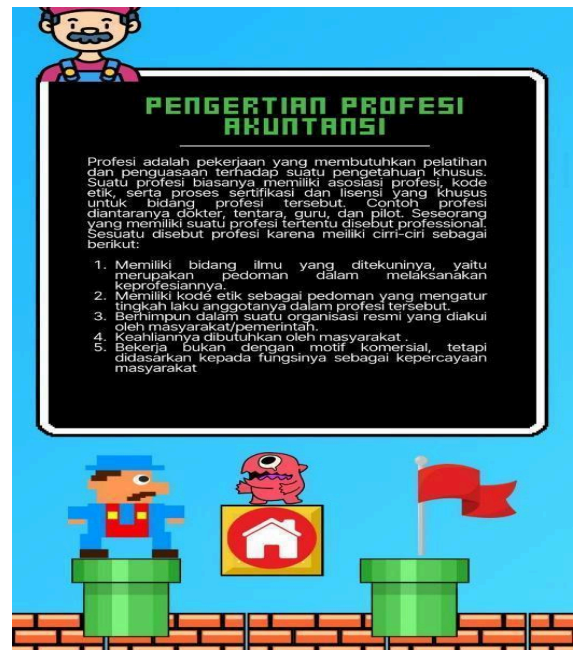 PENGERTIAN PROFESI
AKUNTANSI
Profesi adalah pekerjaan yang membutuhkan pelatihan
dan penguasaan terhadap suatu pengetahuan khusus.
Suatu profesi biasanya memiliki asosiasi profesi, kode
etik, serta proses sertifikasi dan lisensi yang khusus
untuk bidang profesi tersebut. Contoh profesi
diantaranya dokter, tentara, guru, dan pilot. Seseorang
yang memiliki suatu profesi tertentu disebut professional.
Sesuatu disebut profesi karena meiliki cirri-ciri sebagai
berikut:
1. Memiliki bidang ilmu yang ditekuninya, yaitu
merupakan pedoman dalam melaksanakan
keprofesiannya.
2. Memiliki kode etik sebagai pedoman yang mengatur
tingkah laku anggotanya dalam profesi tersebut.
3. Berhimpun dalam suatu organisasi resmi yang diakui
oleh masyarakat/pemerintah.
4. Keahliannya dibutuhkan oleh masyarakat .
5. Bekerja bukan dengan motif komersial, tetapi
didasarkan kepada fungsinya sebagai kepercayaan
masyarakat